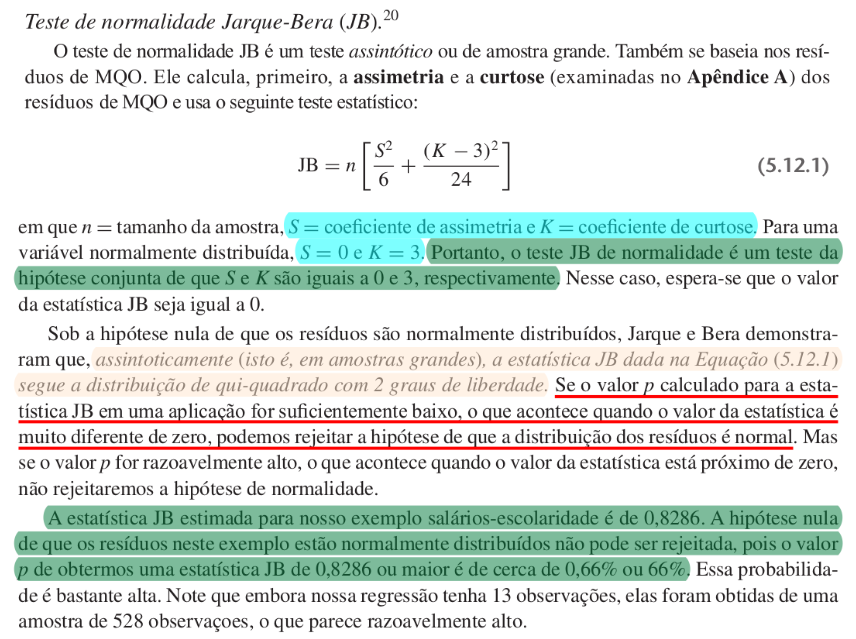 Teste de normalidade Jarque-Bera (JB).20
O teste de normalidade JB é um teste assintótico ou de amostra grande. Também se baseia nos resí-
duos de MQO. Ele calcula, primeiro, a assimetria e a curtose (examinadas no Apêndice A) dos
resíduos de MQO e usa o seguinte teste estatístico:
JB = n [ S²/6 + (K − 3)²/24 ] (5.12.1)
em que n = tamanho da amostra, S = coeficiente de assimetria e K = coeficiente de curtose. Para uma
variável normalmente distribuída, S = 0 e K = 3. Portanto, o teste JB de normalidade é um teste da
hipótese conjunta de que S e K são iguais a 0 e 3, respectivamente. Nesse caso, espera-se que o valor
da estatística JB seja igual a 0.
Sob a hipótese nula de que os resíduos são normalmente distribuídos, Jarque e Bera demonstra-
ram que, assintoticamente (isto é, em amostras grandes), a estatística JB dada na Equação (5.12.1)
segue a distribuição de qui-quadrado com 2 graus de liberdade. Se o valor p calculado para a esta-
tística JB em uma aplicação for suficientemente baixo, o que acontece quando o valor da estatística é
muito diferente de zero, podemos rejeitar a hipótese de que a distribuição dos resíduos é normal. Mas
se o valor p for razoavelmente alto, o que acontece quando o valor da estatística está próximo de zero,
não rejeitaremos a hipótese de normalidade.
A estatística JB estimada para nosso exemplo salários-escolaridade é de 0,8286. A hipótese nula
de que os resíduos neste exemplo estão normalmente distribuídos não pode ser rejeitada, pois o valor
p de obtermos uma estatística JB de 0,8286 ou maior é de cerca de 0,66% ou 66%. Essa probabilida-
de é bastante alta. Note que embora nossa regressão tenha 13 observações, elas foram obtidas de uma
amostra de 528 observaçoes, o que parece razoavelmente alto.